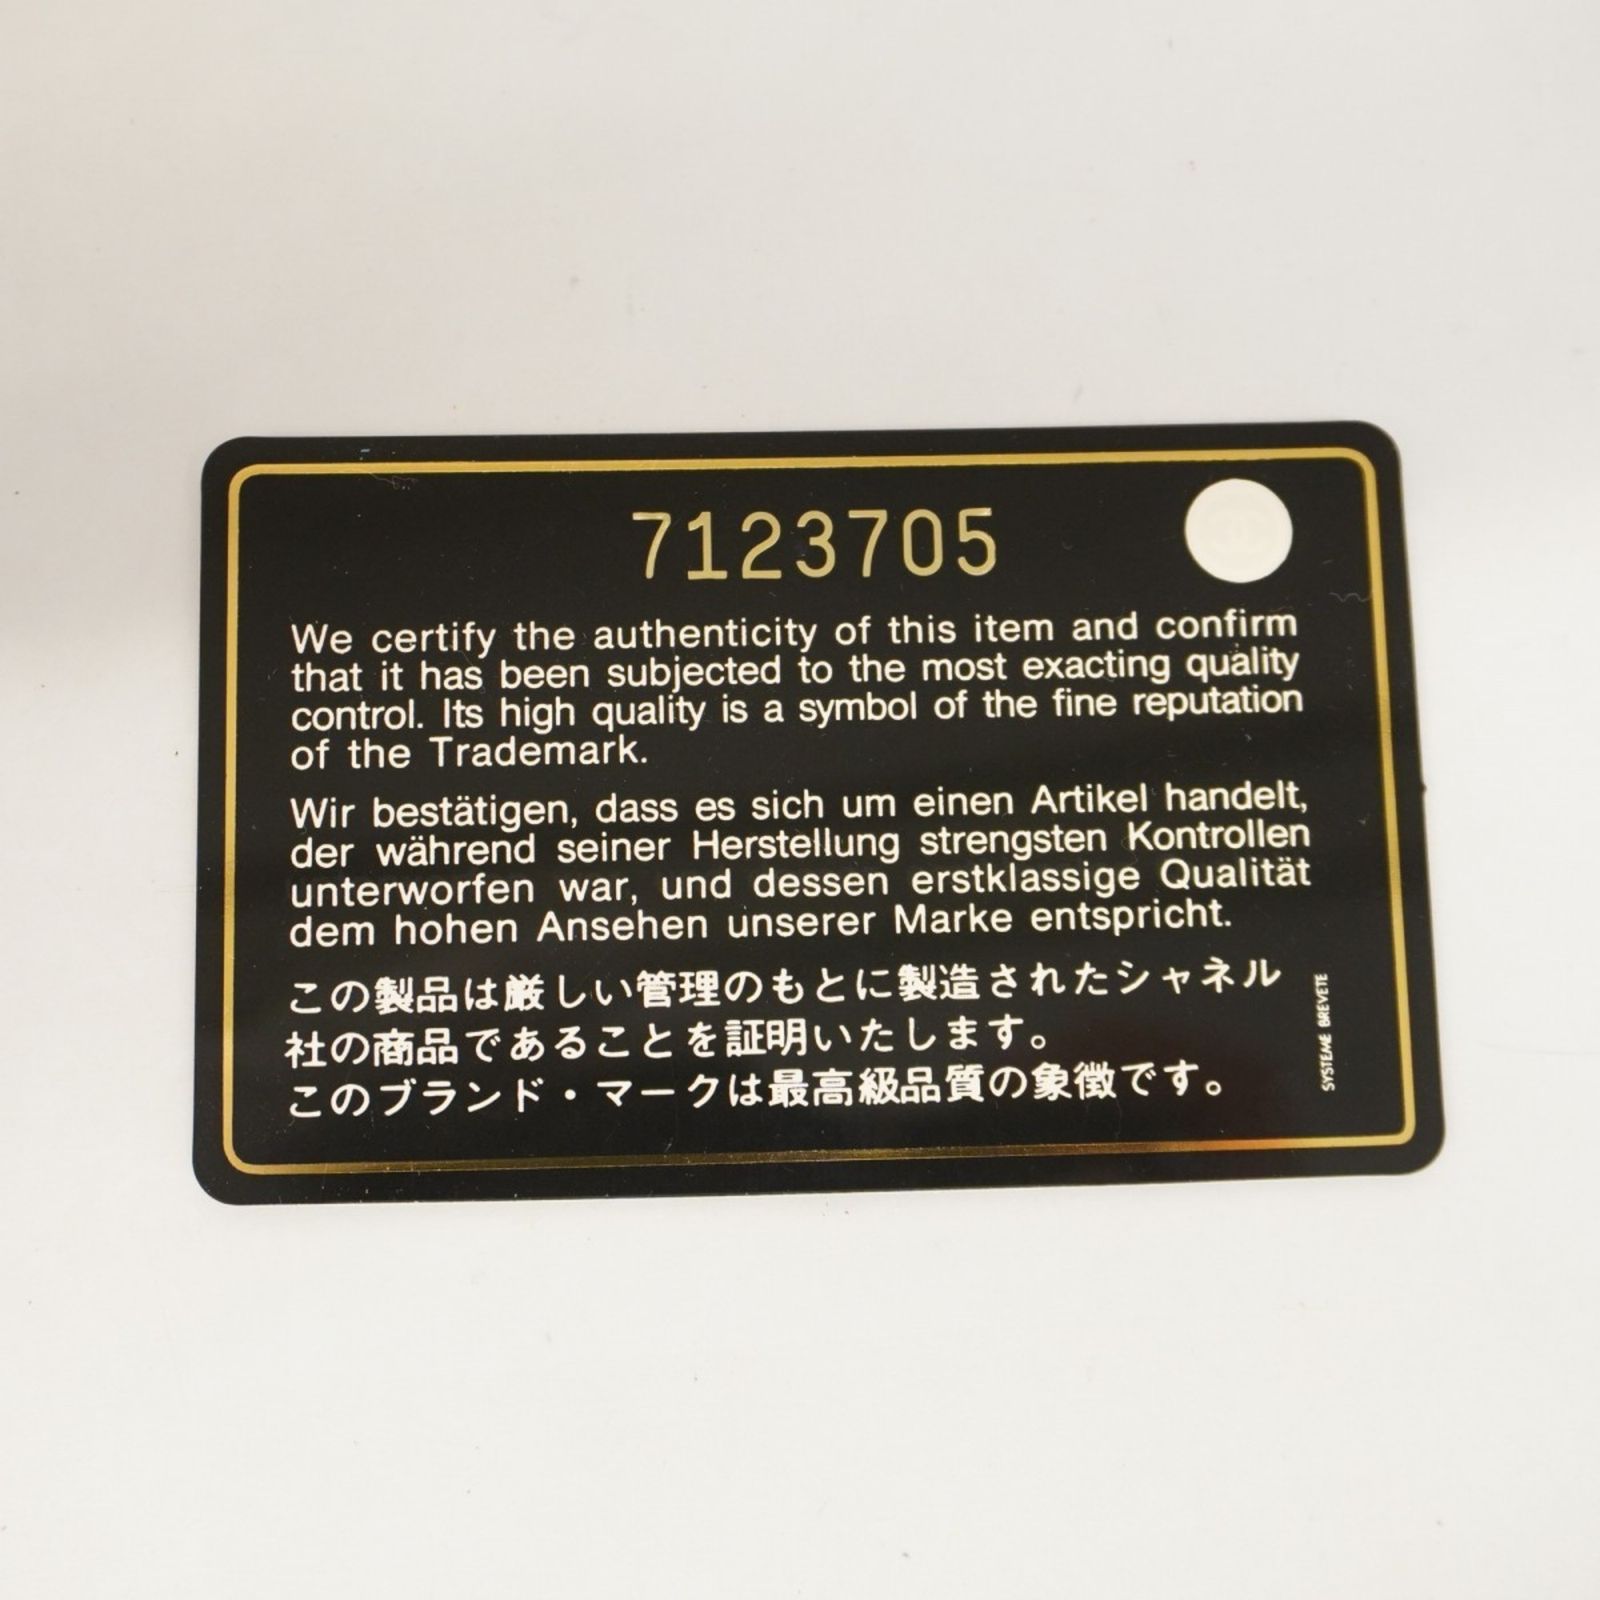 7123705
We certify the authenticity of this item and confirm
that it has been subjected to the most exacting quality
control. Its high quality is a symbol of the fine reputation
of the Trademark.
Wir bestätigen, dass es sich um einen Artikel handelt,
der während seiner Herstellung strengsten Kontrollen
unterworfen war, und dessen erstklassige Qualität
dem hohen Ansehen unserer Marke entspricht.
この製品は厳しい管理のもとに製造されたシャネル
社の商品であることを証明いたします。
このブランド・マークは最高級品質の象徴です。
SYSTEME BREVETE